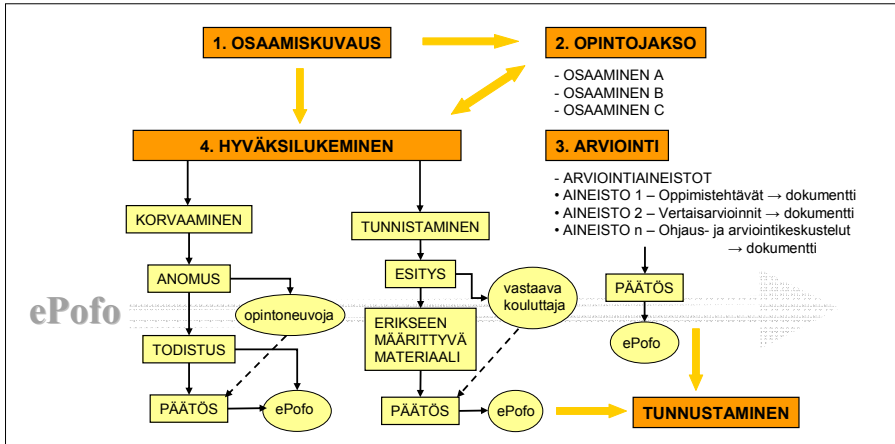 1. OSAAMISKUVAUS
2. OPINTOJAKSO
- OSAAMINEN A
- OSAAMINEN B
- OSAAMINEN C
4. HYVÄKSILUKEMINEN
3. ARVIOINTI
- ARVIOINTIAINEISTOT
• AINEISTO 1 – Oppimistehtävät → dokumentti
• AINEISTO 2 – Vertaisarvioinnit → dokumentti
• AINEISTO n – Ohjaus- ja arviointikeskustelut
→ dokumentti
KORVAAMINEN
TUNNISTAMINEN
ANOMUS
ESITYS
vastaava
kouluttaja
PÄÄTÖS
ePofo
opintoneuvoja
ERIKSEEN
MÄÄRITTYVÄ
MATERIAALI
ePofo
TODISTUS
PÄÄTÖS
ePofo
PÄÄTÖS
ePofo
TUNNUSTAMINEN